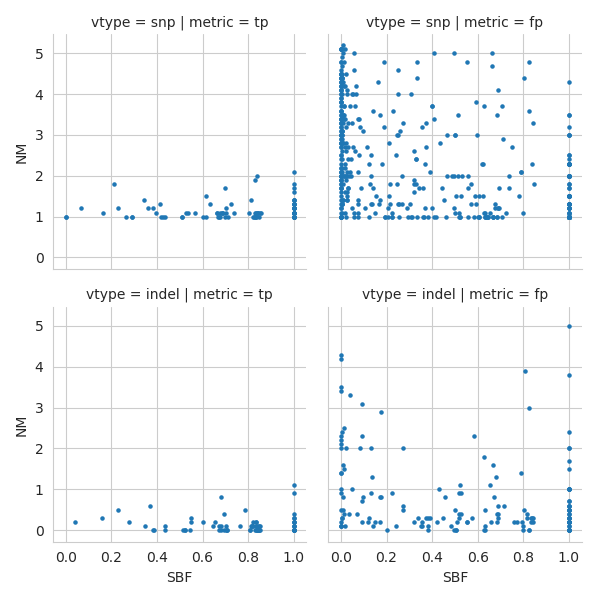 vtype = snp | metric = tp
vtype = snp | metric = fp
5
4
3
2
1
0
NM
vtype = indel | metric = tp
vtype = indel | metric = fp
5
4
3
2
1
0
NM
0.0 0.2 0.4 0.6 0.8 1.0
0.0 0.2 0.4 0.6 0.8 1.0
SBF
SBF